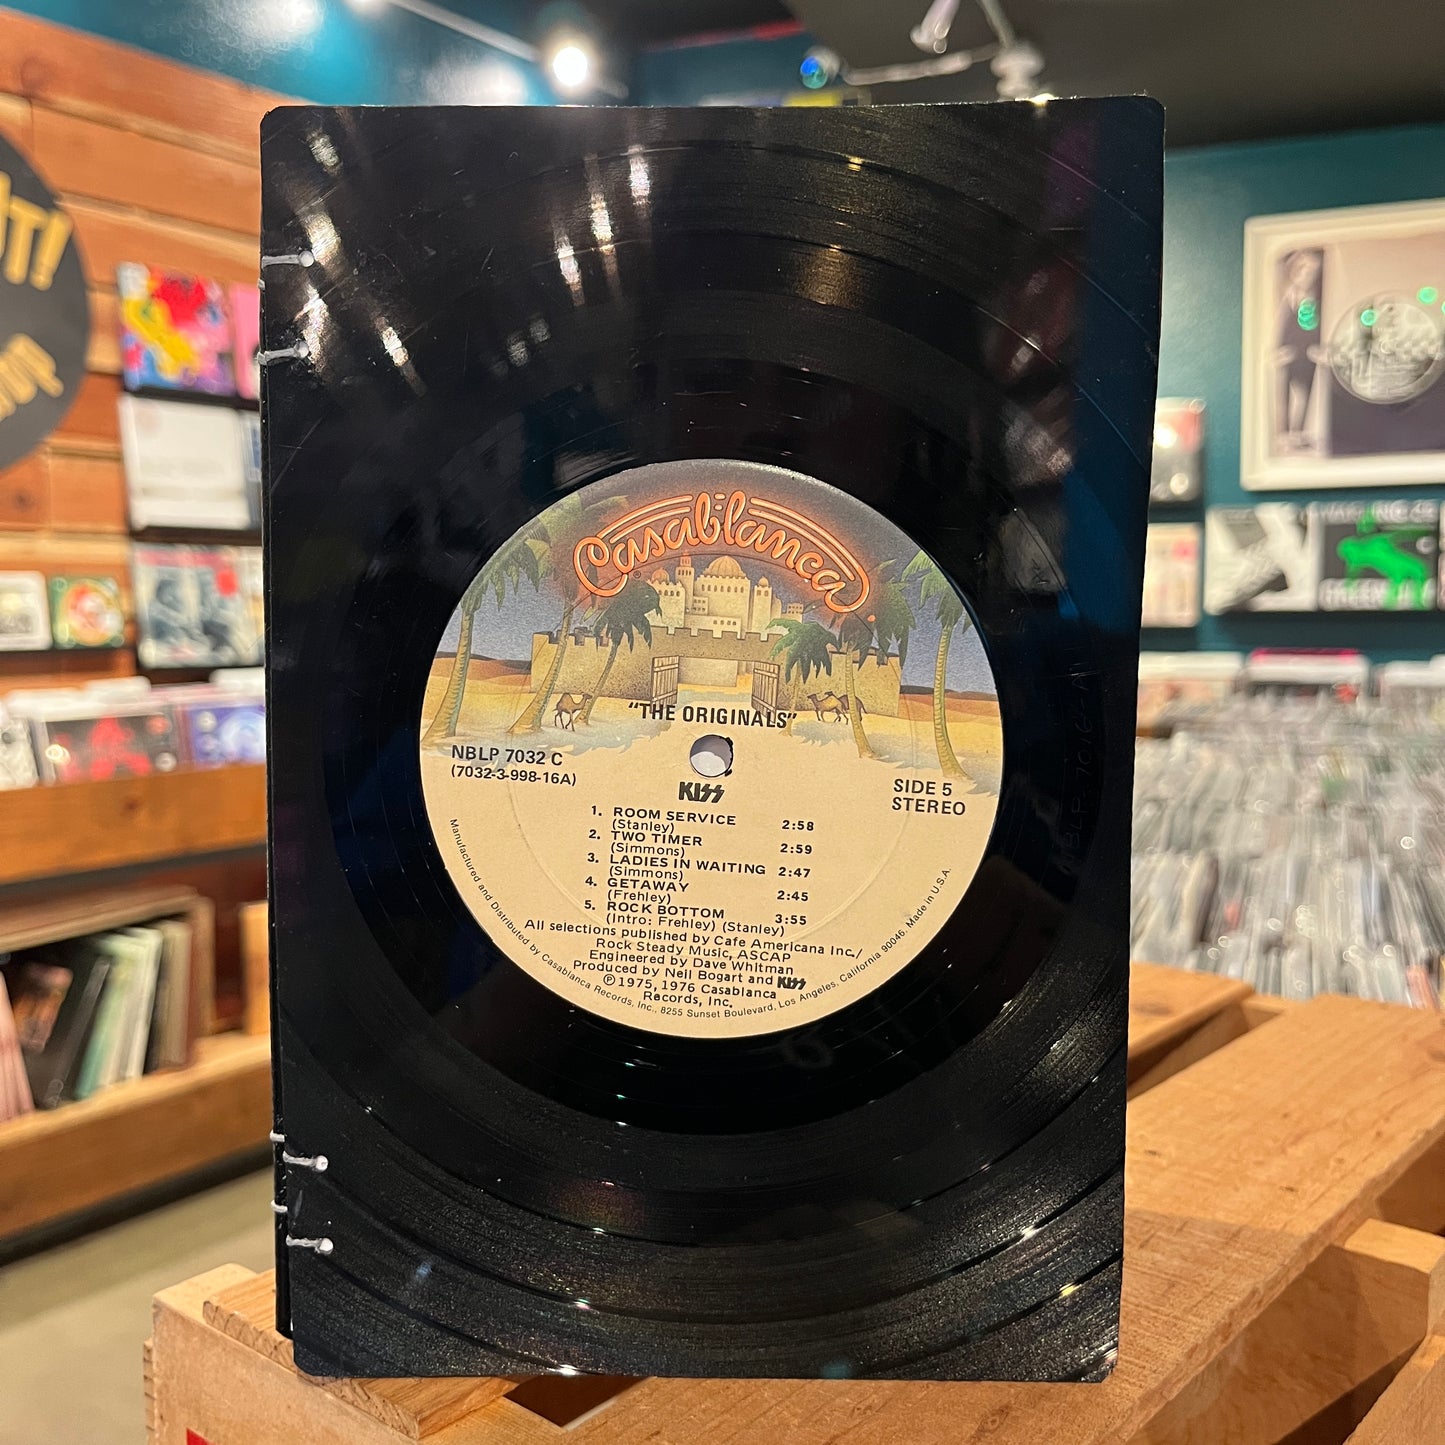 Casablanca
"THE ORIGINALS"
NBLP 7032 C
(7032-3-998-16A)
SIDE 5
STEREO
KISS
1. ROOM SERVICE 2:58
(Stanley)
2. TWO TIMER 2:59
(Simmons)
3. LADIES IN WAITING 2:47
(Simmons)
4. GETAWAY 2:45
(Frehley)
5. ROCK BOTTOM 3:55
(Intro: Frehley) (Stanley)
All selections published by Cafe Americana Inc./
Rock Steady Music, ASCAP
Engineered by Dave Whitman
Produced by Neil Bogart and KISS
℗1975, 1976 Casablanca
Records, Inc.
Manufactured and Distributed by Casablanca Records, Inc., 8255 Sunset Boulevard, Los Angeles, California 90046. Made in U.S.A.